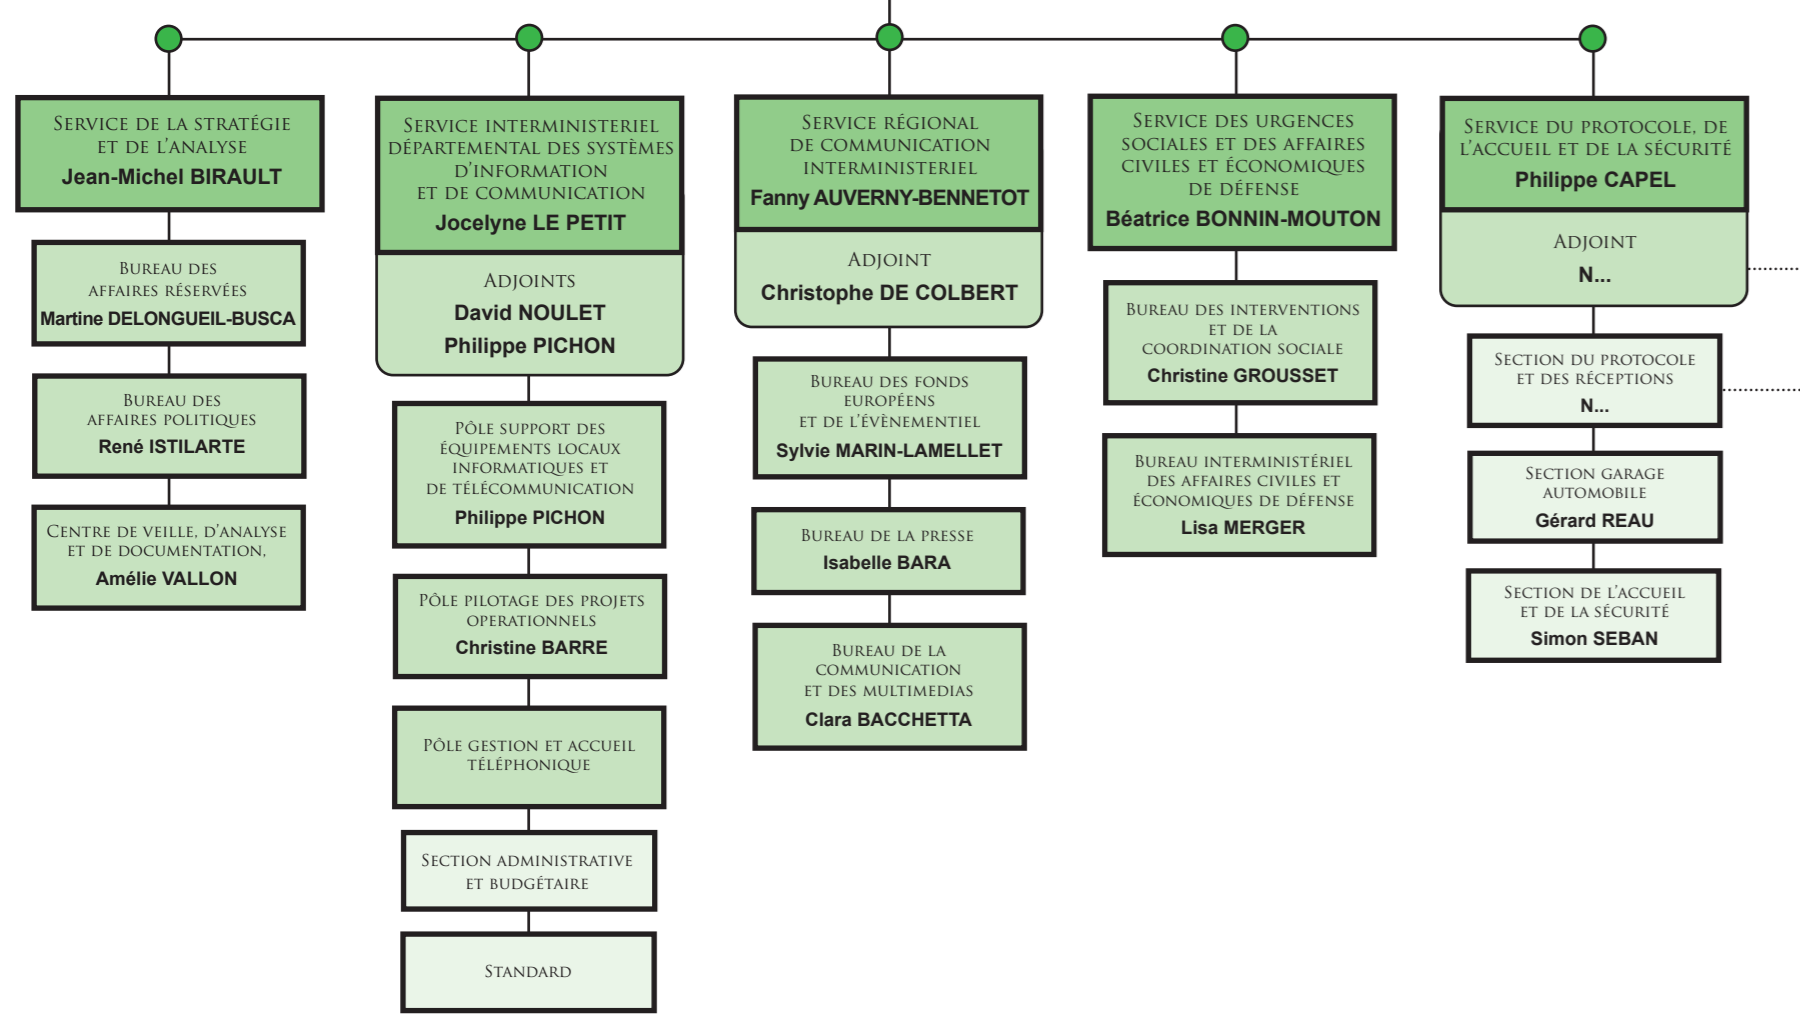 Service de la stratégie
et de l'analyse
Jean-Michel BIRAULT
Bureau des
affaires réservées
Martine DELONGUEIL-BUSCA
Bureau des
affaires politiques
René ISTILARTE
Centre de veille, d'analyse
et de documentation,
Amélie VALLON
Service interministeriel
départemental des systèmes
d'information
et de communication
Jocelyne LE PETIT
Adjoints
David NOULET
Philippe PICHON
Pôle support des
équipements locaux
informatiques et
de télécommunication
Philippe PICHON
Pôle pilotage des projets
operationnels
Christine BARRE
Pôle gestion et accueil
téléphonique
Section administrative
et budgétaire
Standard
Service régional
de communication
interministeriel
Fanny AUVERNY-BENNETOT
Adjoint
Christophe DE COLBERT
Bureau des fonds
européens
et de l'évènementiel
Sylvie MARIN-LAMELLET
Bureau de la presse
Isabelle BARA
Bureau de la
communication
et des multimedias
Clara BACCHETTA
Service des urgences
sociales et des affaires
civiles et économiques
de défense
Béatrice BONNIN-MOUTON
Bureau des interventions
et de la
coordination sociale
Christine GROUSSET
Bureau interministériel
des affaires civiles et
économiques de défense
Lisa MERGER
Service du protocole, de
l'accueil et de la sécurité
Philippe CAPEL
Adjoint
N...
Section du protocole
et des réceptions
N...
Section garage
automobile
Gérard REAU
Section de l'accueil
et de la sécurité
Simon SEBAN